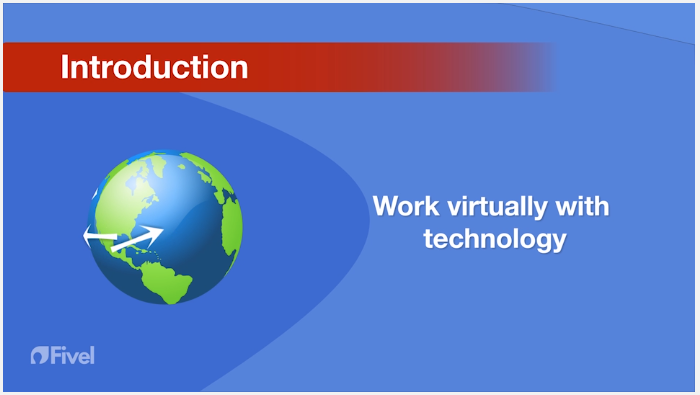 Introduction
Work virtually with
technology
Fivel